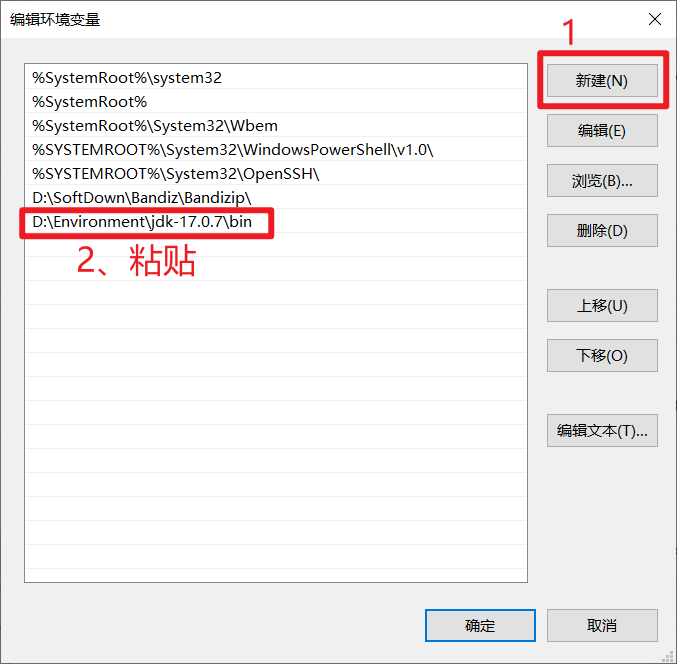 编辑环境变量
1
%SystemRoot%\system32
新建(N)
%SystemRoot%
%SystemRoot%\System32\Wbem
编辑(E)
%SYSTEMROOT%\System32\WindowsPowerShell\v1.0\
%SYSTEMROOT%\System32\OpenSSH\
浏览(B)...
D:\SoftDown\Bandiz\Bandizip\
D:\Environment\jdk-17.0.7\bin
删除(D)
2、粘贴
上移(U)
下移(O)
编辑文本(T)...
确定
取消